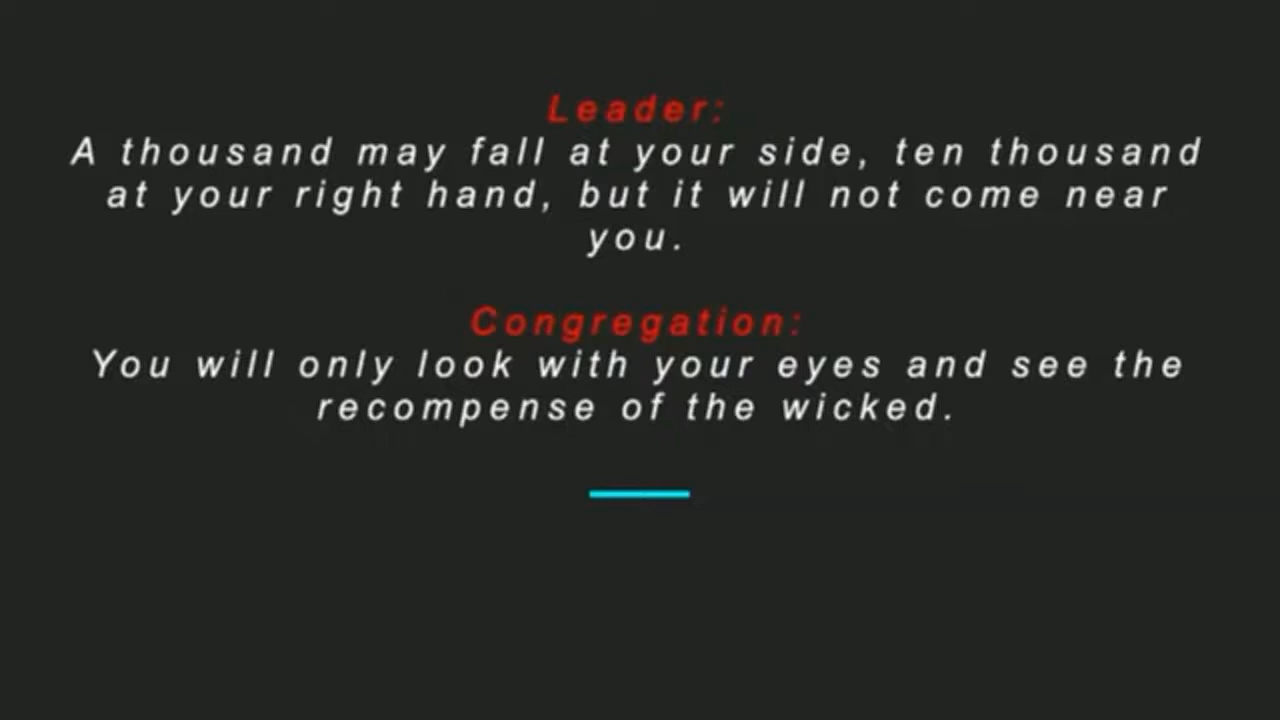 Leader:
A thousand may fall at your side, ten thousand
at your right hand, but it will not come near
you.
Congregation:
You will only look with your eyes and see the
recompense of the wicked.